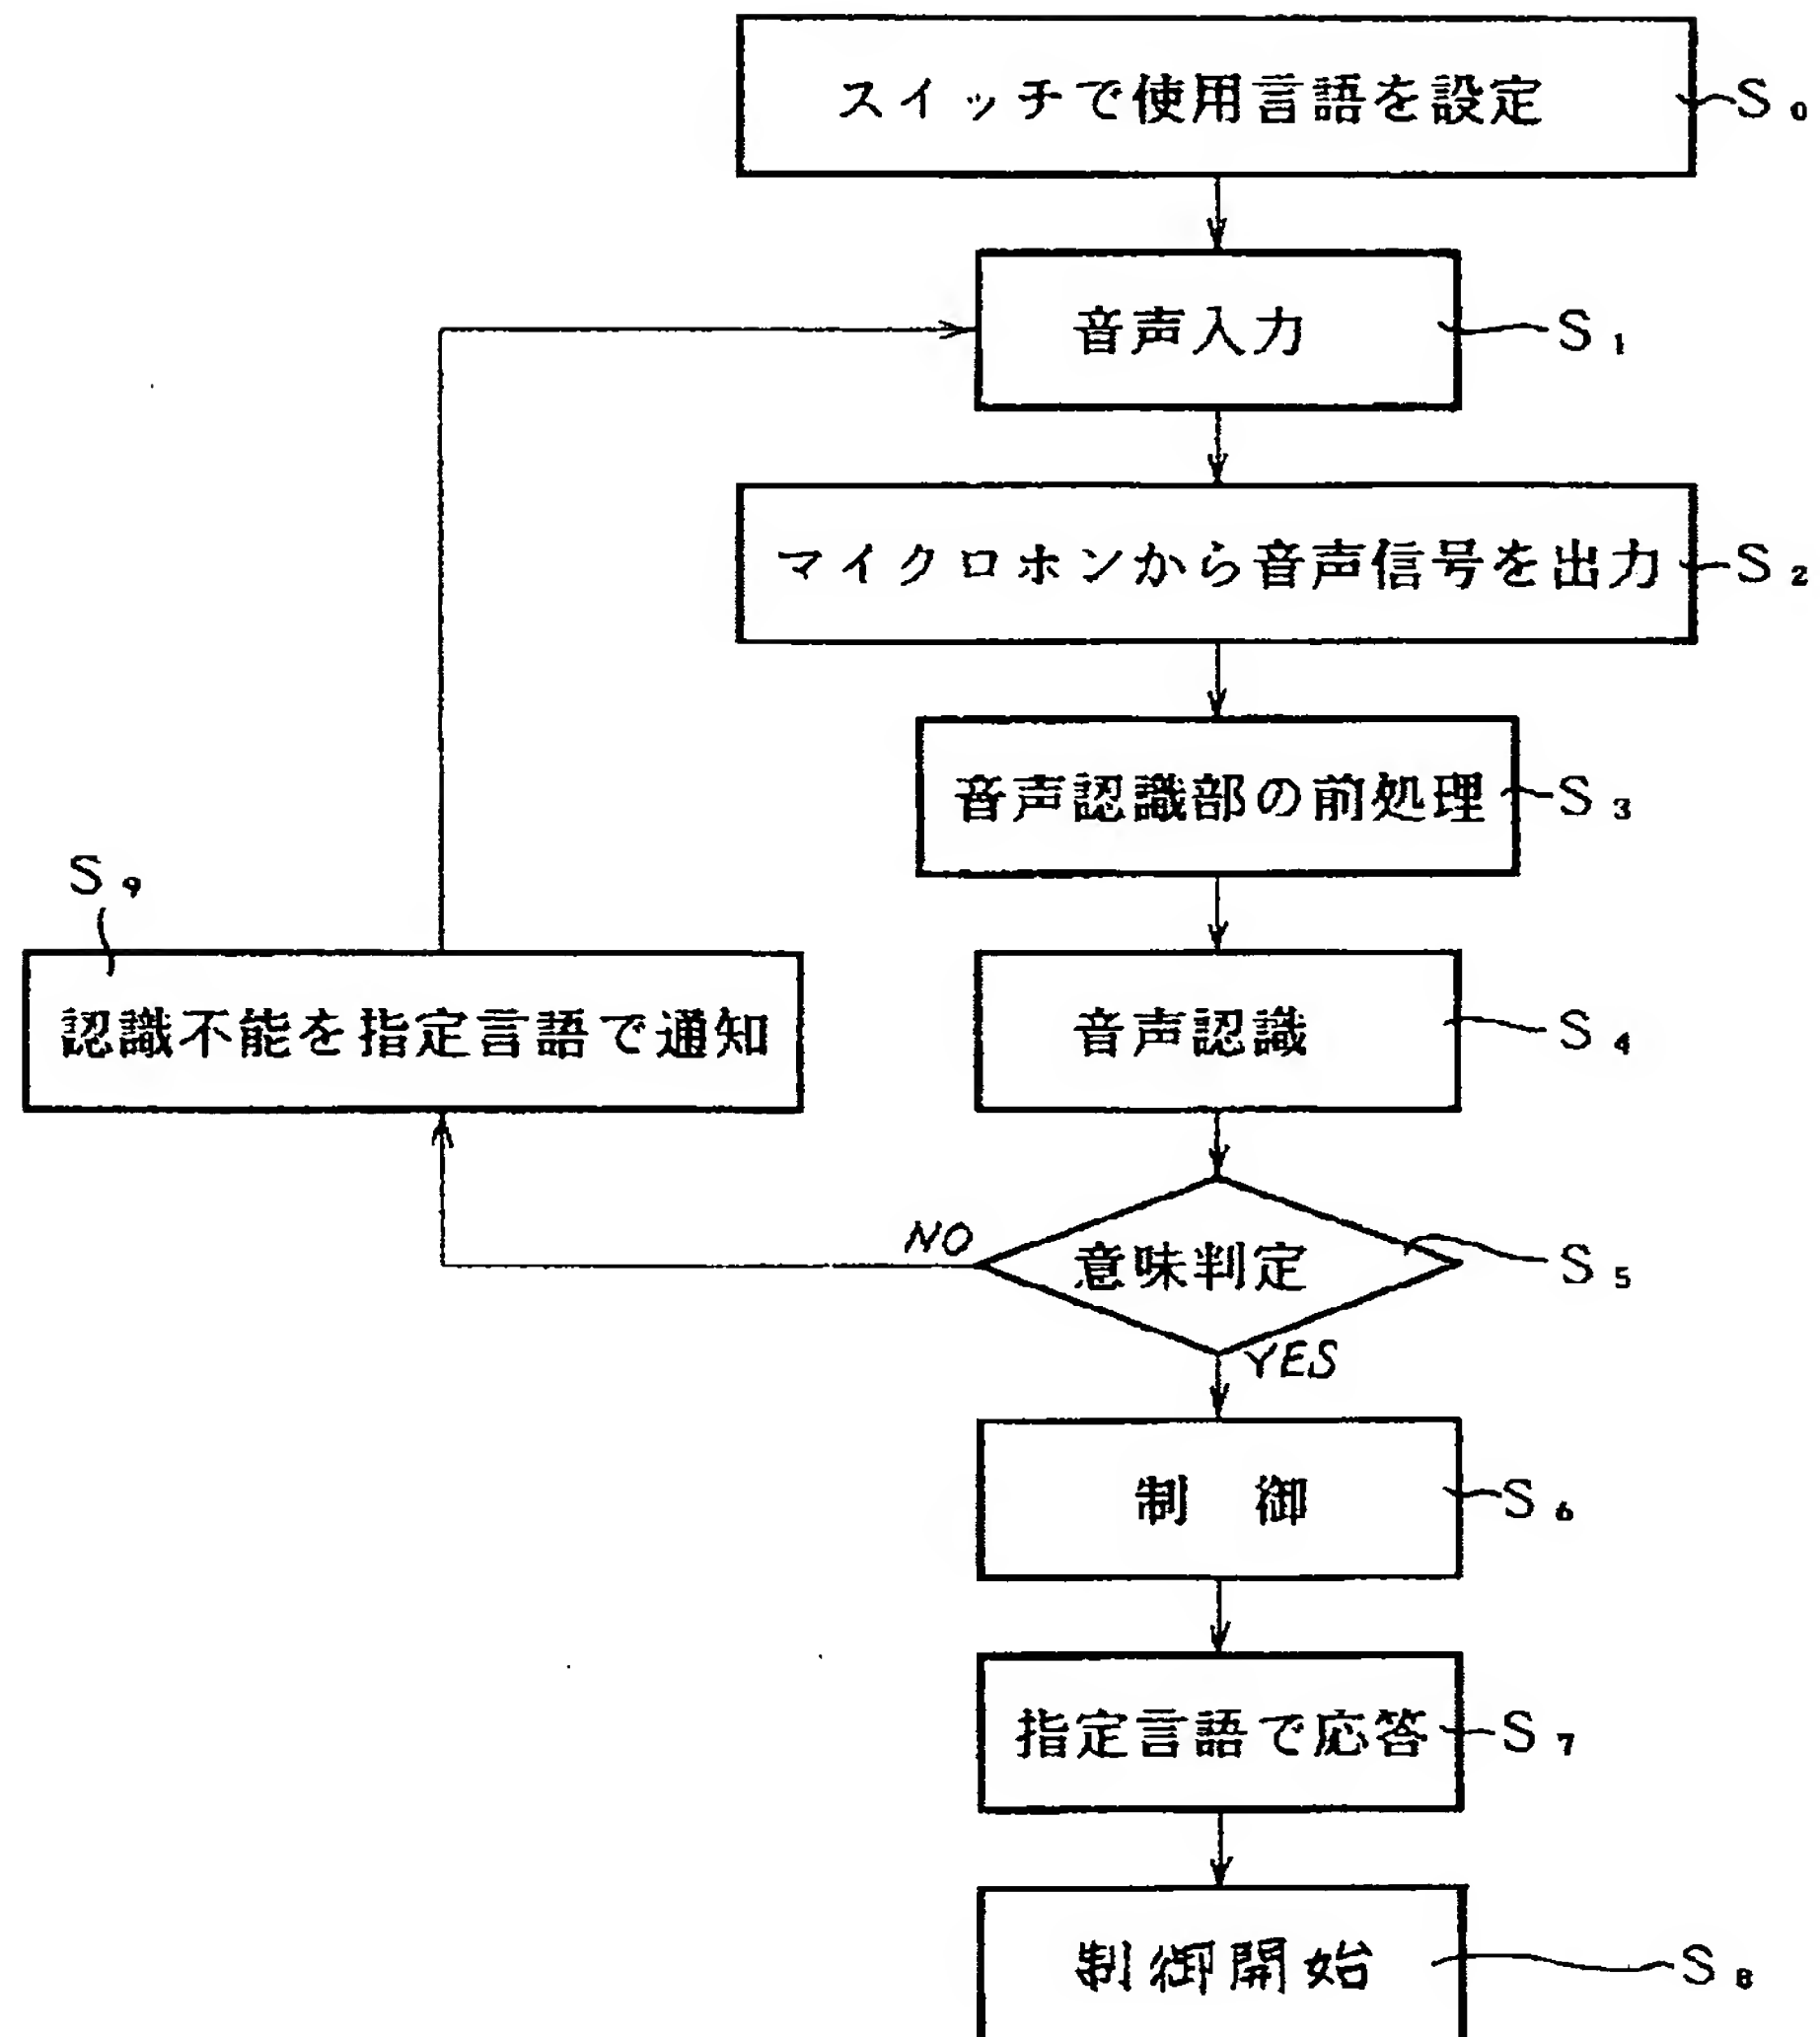 スイッチで使用言語を設定 S0
音声入力 S1
マイクロホンから音声信号を出力 S2
音声認識部の前処理 S3
S9
認識不能を指定言語で通知
音声認識 S4
NO
意味判定 S5
YES
制 御 S6
指定言語で応答 S7
制御開始 S8